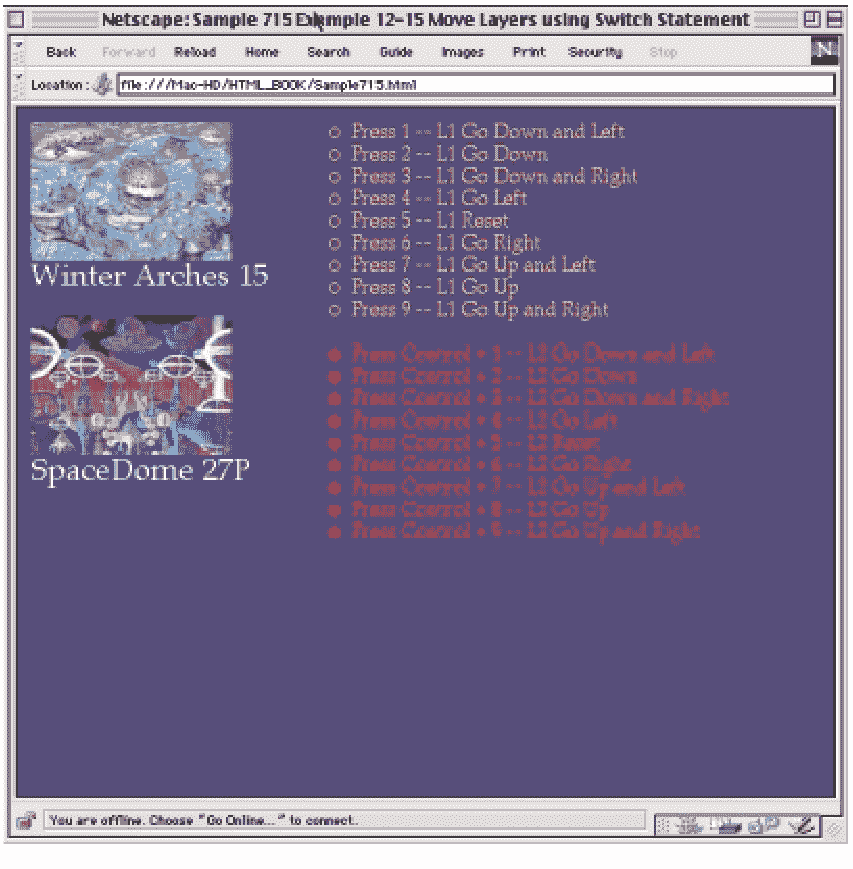 Netscape: Sample 715 Example 12-15 Move Layers using Switch Statement
Back Forward Reload Home Search Guide Images Print Security Stop
N
Location: file:///Mac-HD/HTML_BOOK/Sample715.html
Winter Arches 15
SpaceDome 27P
Press 1 -- L1 Go Down and Left
Press 2 -- L1 Go Down
Press 3 -- L1 Go Down and Right
Press 4 -- L1 Go Left
Press 5 -- L1 Reset
Press 6 -- L1 Go Right
Press 7 -- L1 Go Up and Left
Press 8 -- L1 Go Up
Press 9 -- L1 Go Up and Right
Press Control + 1 -- L2 Go Down and Left
Press Control + 2 -- L2 Go Down
Press Control + 3 -- L2 Go Down and Right
Press Control + 4 -- L2 Go Left
Press Control + 5 -- L2 Reset
Press Control + 6 -- L2 Go Right
Press Control + 7 -- L2 Go Up and Left
Press Control + 8 -- L2 Go Up
Press Control + 9 -- L2 Go Up and Right
You are offline. Choose "Go Online..." to connect.